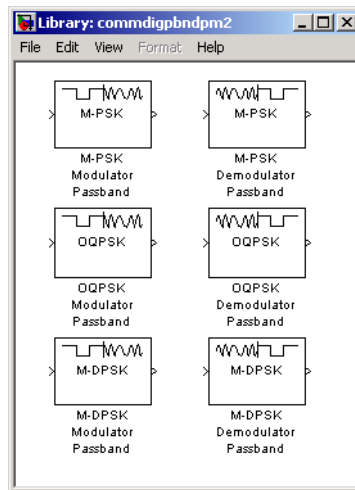 Library: commdigpbndpm2
File Edit View Format Help
M-PSK M-PSK
M-PSK Modulator Passband
M-PSK Demodulator Passband
OQPSK OQPSK
OQPSK Modulator Passband
OQPSK Demodulator Passband
M-DPSK M-DPSK
M-DPSK Modulator Passband
M-DPSK Demodulator Passband